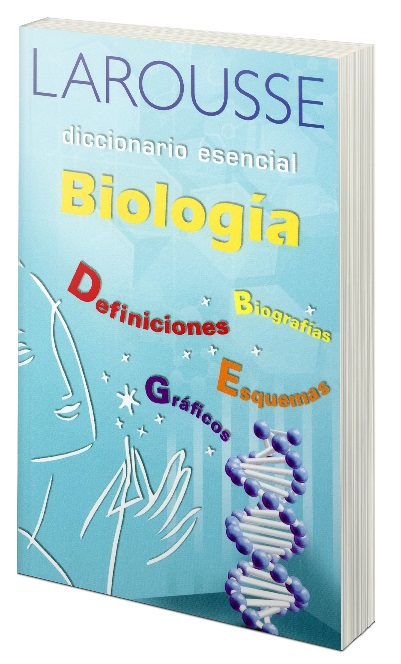 LAROUSSE
diccionario esencial
Biología
Definiciones
Biografías
Esquemas
Gráficos